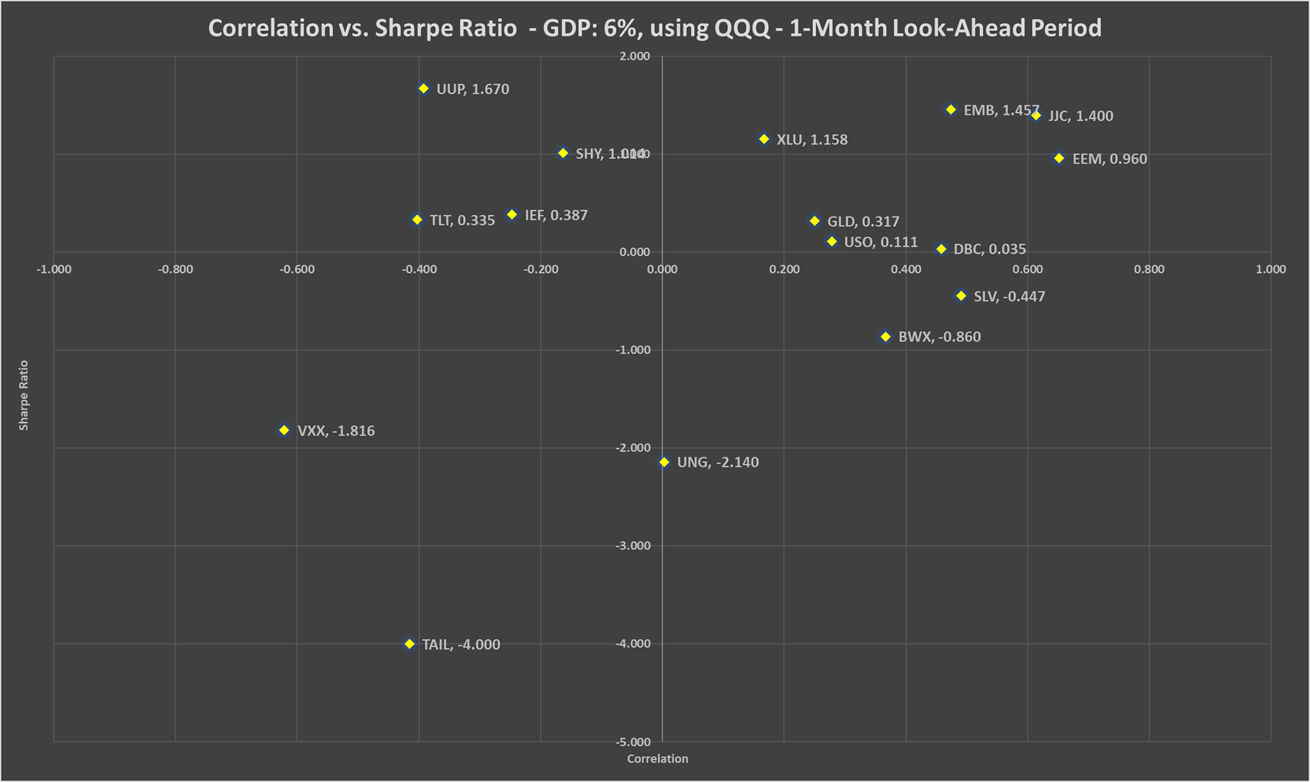 Correlation vs. Sharpe Ratio - GDP: 6%, using QQQ - 1-Month Look-Ahead Period
2.000
UUP, 1.670
EMB, 1.457
JJC, 1.400
XLU, 1.158
SHY,
EEM, 0.960
IEF, 0.387
TLT, 0.335
GLD, 0.317
USO, 0.111
DBC, 0.035
0.000
-1.000
-0.800
-0.600
-0.400
-0.200
0.000
0.200
0.400
0.600
0.800
1.000
SLV, -0.447
BWX, -0.860
-1.000
Sharpe Ratio
VXX, -1.816
-2.000
UNG, -2.140
-3.000
TAIL, -4.000
-4.000
-5.000
Correlation